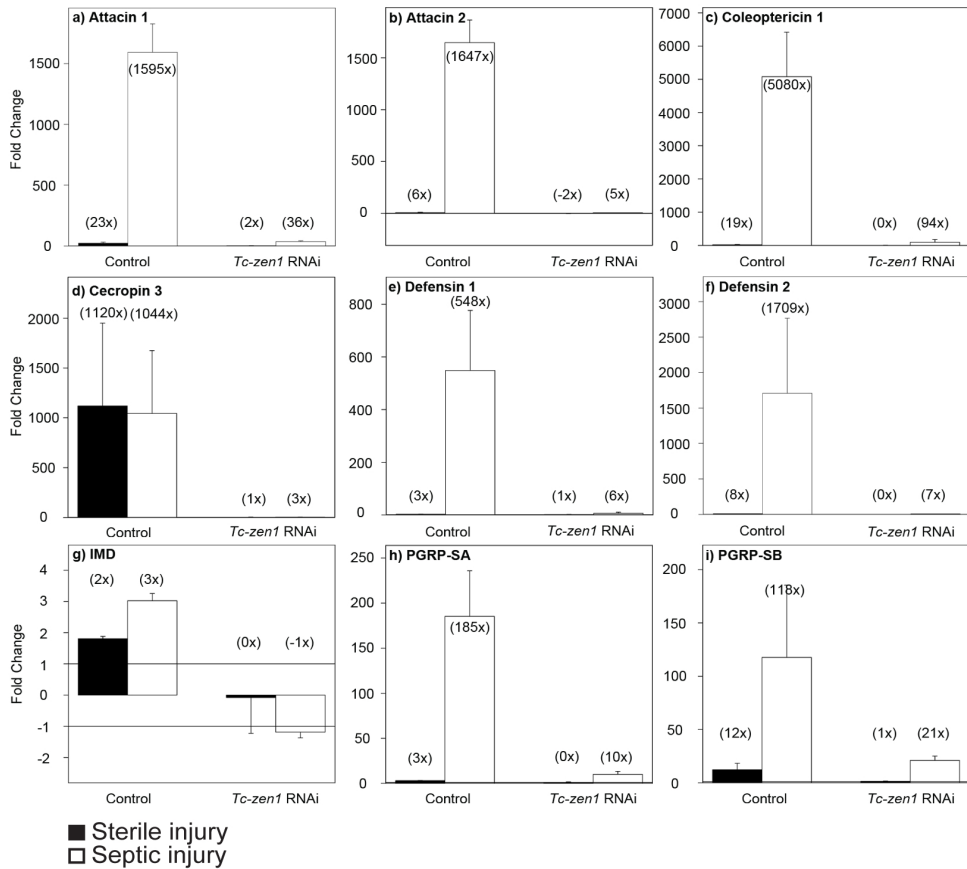 a) Attacin 1
Fold Change
1500
1000
500
0
(1595x)
(23x)
(2x)
(36x)
Control
Tc-zen1 RNAi
b) Attacin 2
1500
1000
500
0
(1647x)
(6x)
(-2x)
(5x)
Control
Tc-zen1 RNAi
c) Coleoptericin 1
7000
6000
5000
4000
3000
2000
1000
0
(5080x)
(19x)
(0x)
(94x)
Control
Tc-zen1 RNAi
d) Cecropin 3
Fold Change
2000
1500
1000
500
0
(1120x)
(1044x)
(1x)
(3x)
Control
Tc-zen1 RNAi
e) Defensin 1
800
600
400
200
0
(548x)
(3x)
(1x)
(6x)
Control
Tc-zen1 RNAi
f) Defensin 2
3000
2500
2000
1500
1000
500
0
(1709x)
(8x)
(0x)
(7x)
Control
Tc-zen1 RNAi
g) IMD
Fold Change
4
3
2
1
0
-1
-2
(2x)
(3x)
(0x)
(-1x)
Control
Tc-zen1 RNAi
h) PGRP-SA
250
200
150
100
50
0
(185x)
(3x)
(0x)
(10x)
Control
Tc-zen1 RNAi
i) PGRP-SB
200
150
100
50
0
(118x)
(12x)
(1x)
(21x)
Control
Tc-zen1 RNAi
Sterile injury
Septic injury